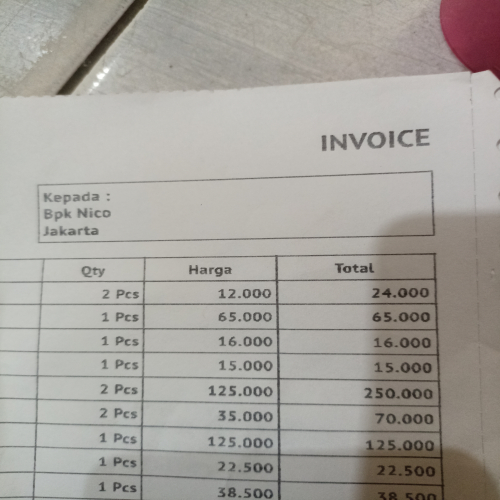 INVOICE
Kepada :
Bpk Nico
Jakarta
Qty Harga Total
2 Pcs 12.000 24.000
1 Pcs 65.000 65.000
1 Pcs 16.000 16.000
1 Pcs 15.000 15.000
2 Pcs 125.000 250.000
2 Pcs 35.000 70.000
1 Pcs 125.000 125.000
1 Pcs 22.500 22.500
1 Pcs 38.500 38.500